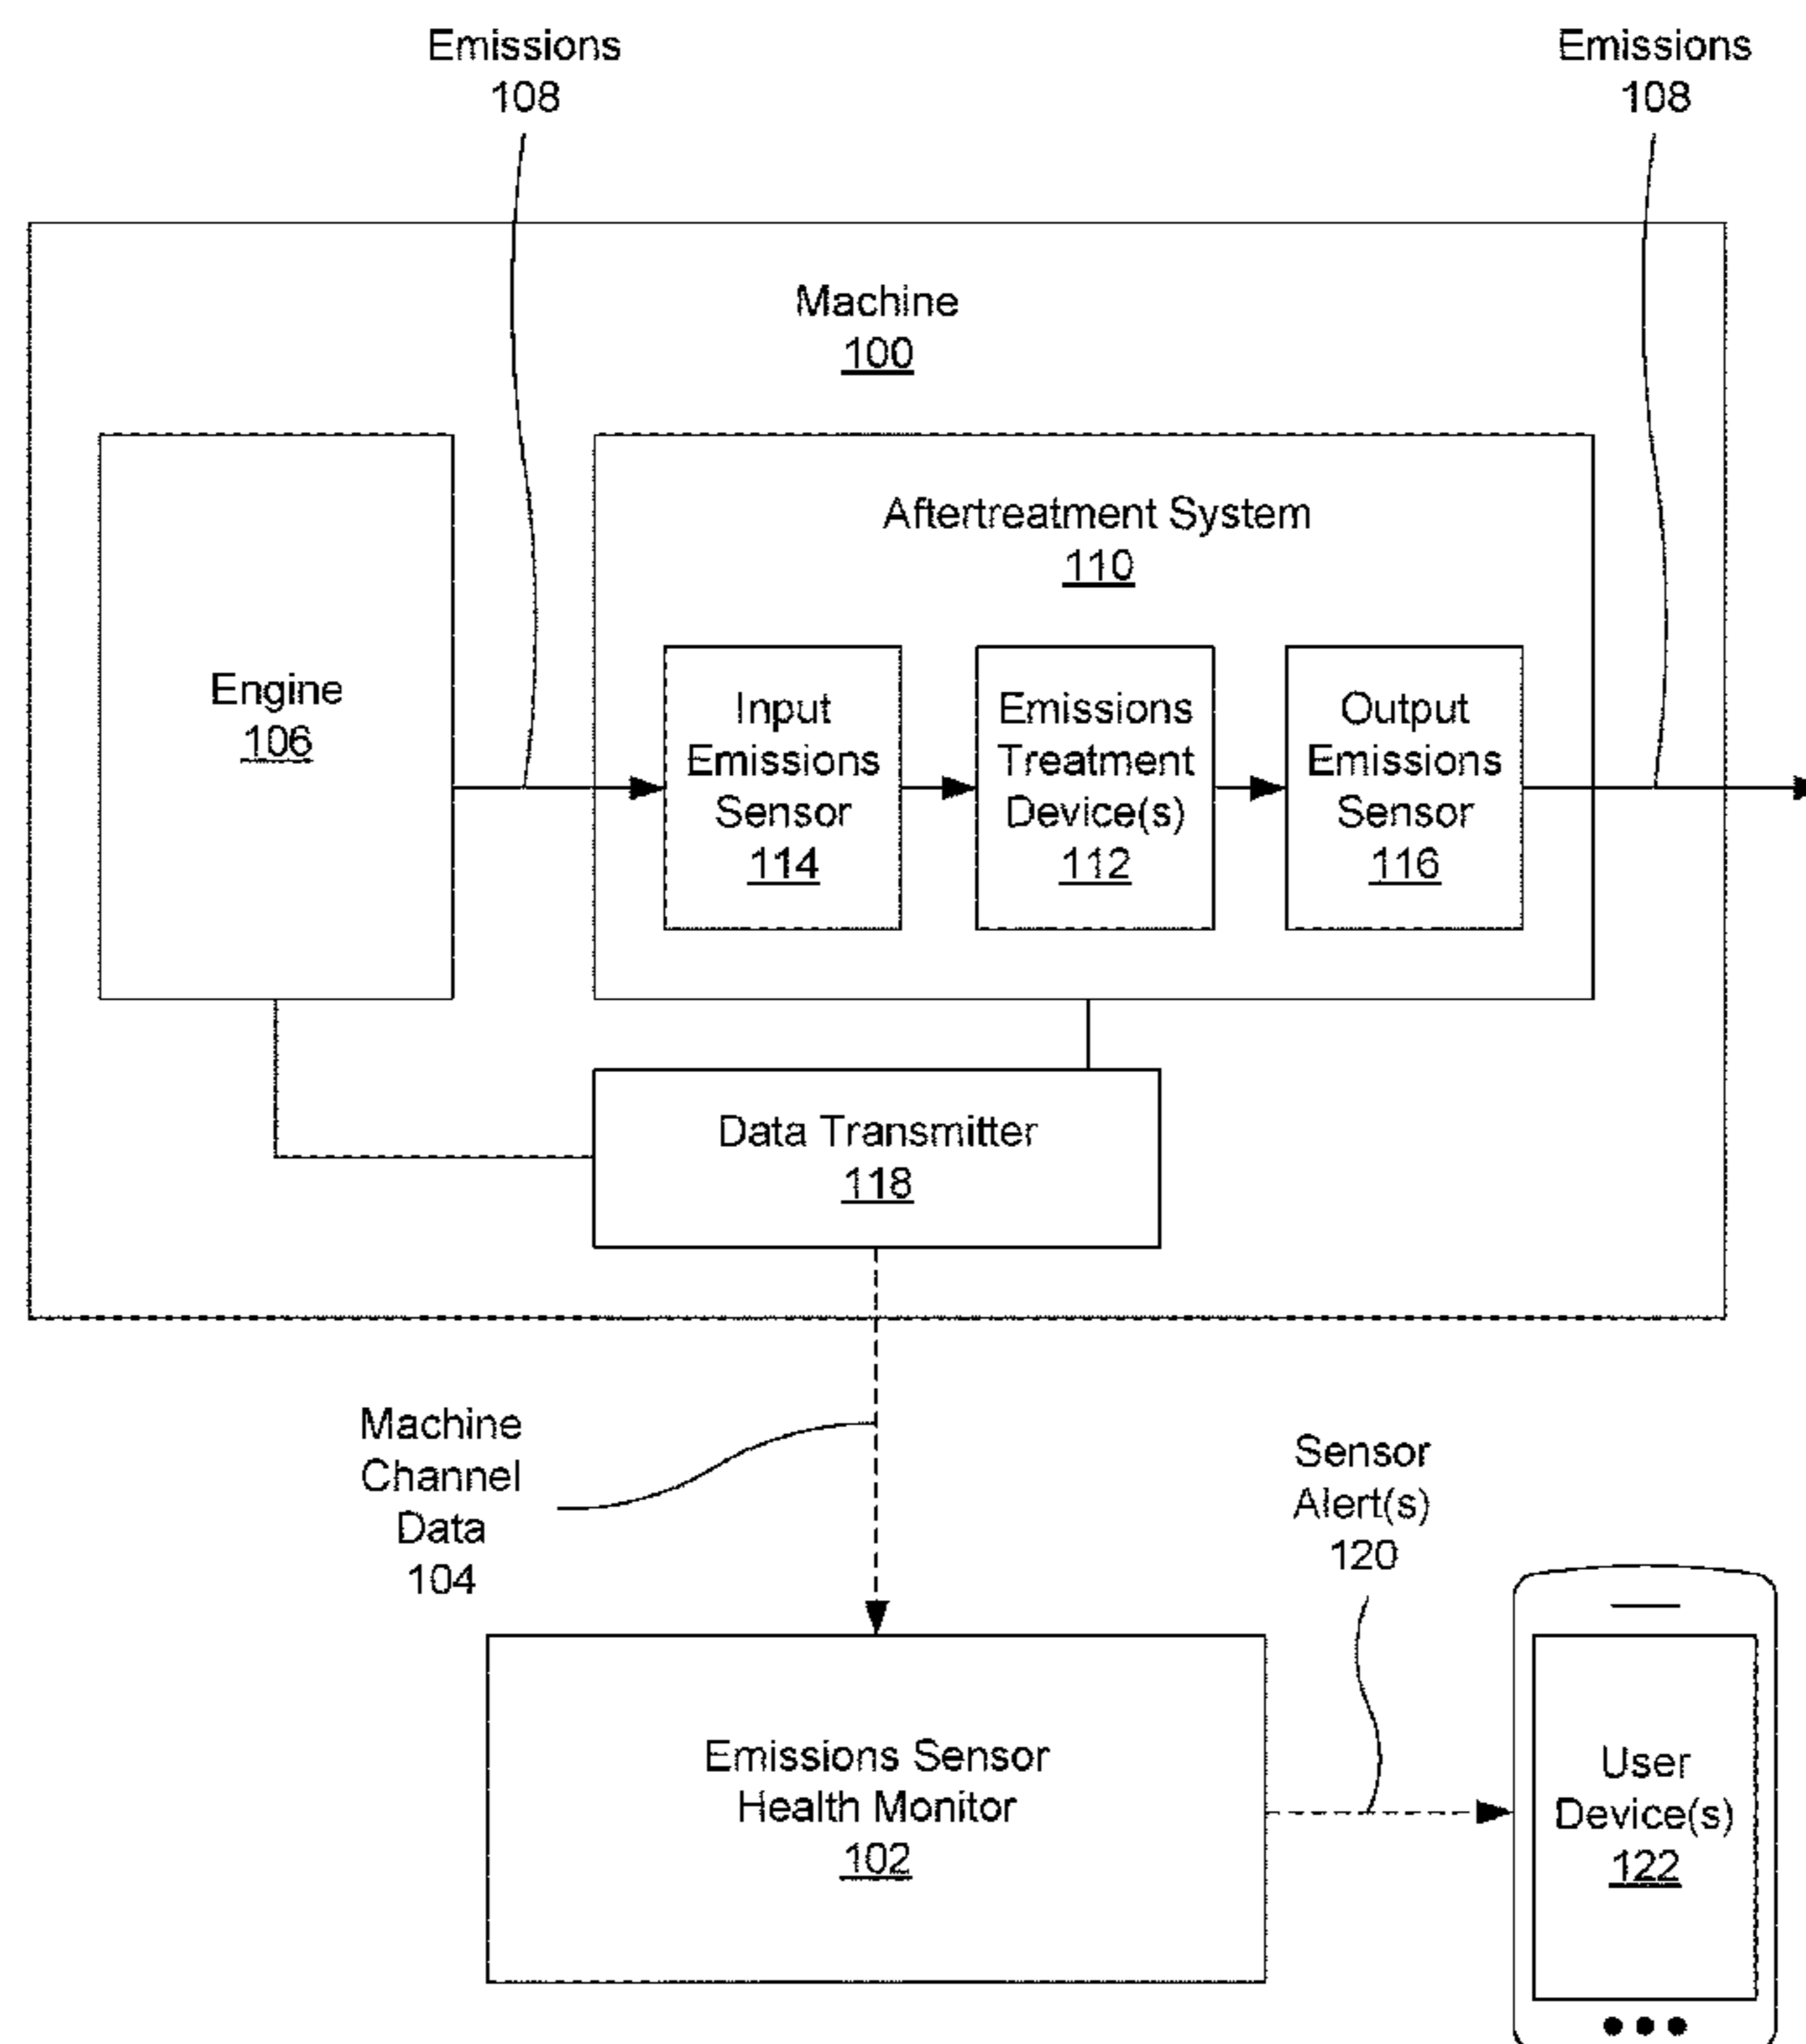 Emissions
108
Emissions
108
Machine
100
Aftertreatment System
110
Engine
106
Input
Emissions
Sensor
114
Emissions
Treatment
Device(s)
112
Output
Emissions
Sensor
116
Data Transmitter
118
Machine
Channel
Data
104
Sensor
Alert(s)
120
Emissions Sensor
Health Monitor
102
User
Device(s)
122